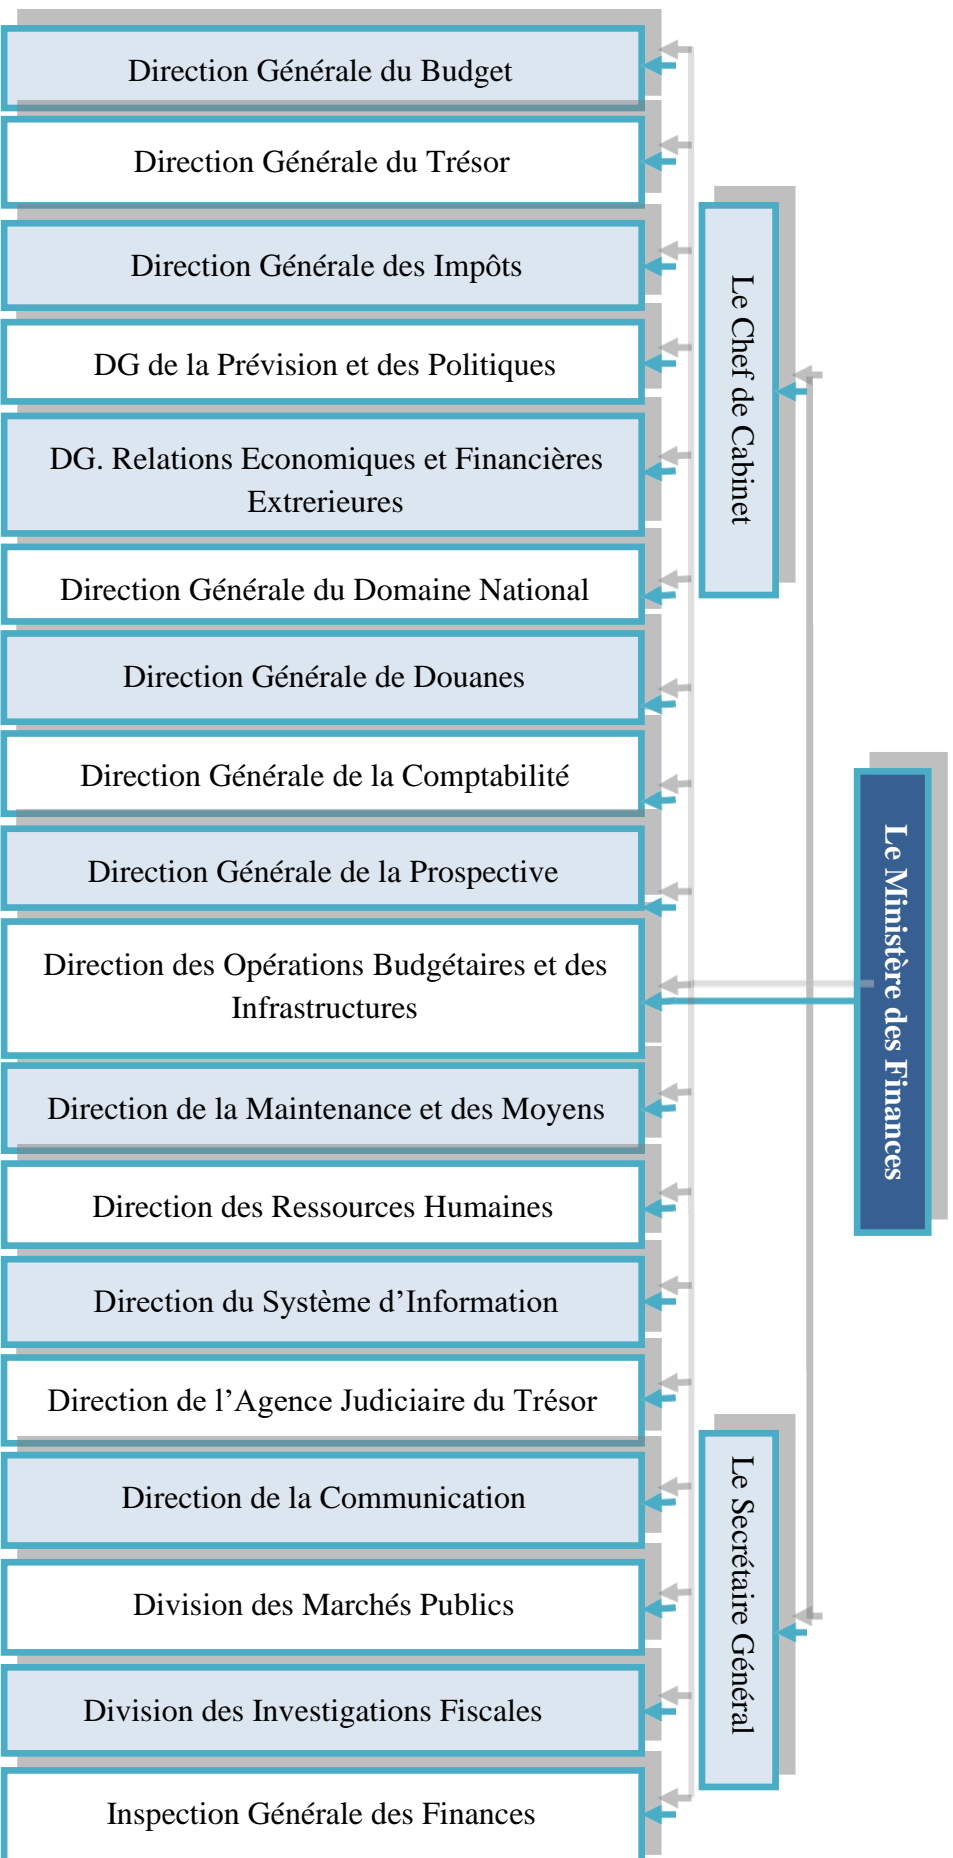 Direction Générale du Budget
Direction Générale du Trésor
Direction Générale des Impôts
DG de la Prévision et des Politiques
DG. Relations Economiques et Financières
Extrerieures
Direction Générale du Domaine National
Direction Générale de Douanes
Direction Générale de la Comptabilité
Direction Générale de la Prospective
Direction des Opérations Budgétaires et des
Infrastructures
Direction de la Maintenance et des Moyens
Direction des Ressources Humaines
Direction du Système d’Information
Direction de l’Agence Judiciaire du Trésor
Direction de la Communication
Division des Marchés Publics
Division des Investigations Fiscales
Inspection Générale des Finances
Le Chef de Cabinet
Le Secrétaire Général
Le Ministère des Finances